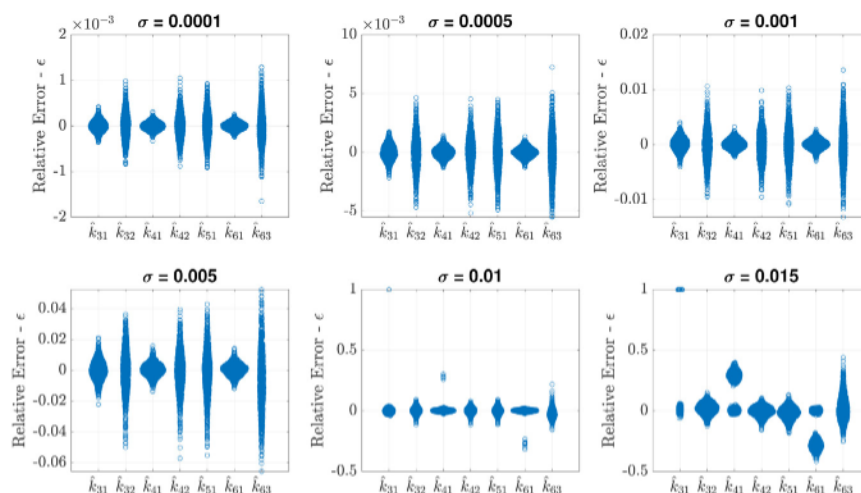 σ = 0.0001
×10⁻³
Relative Error - ϵ
2
1
0
-1
-2
k̂31 k̂32 k̂41 k̂42 k̂51 k̂61 k̂63
σ = 0.0005
×10⁻³
Relative Error - ϵ
10
5
0
-5
k̂31 k̂32 k̂41 k̂42 k̂51 k̂61 k̂63
σ = 0.001
Relative Error - ϵ
0.02
0.01
0
-0.01
k̂31 k̂32 k̂41 k̂42 k̂51 k̂61 k̂63
σ = 0.005
Relative Error - ϵ
0.04
0.02
0
-0.02
-0.04
-0.06
k̂31 k̂32 k̂41 k̂42 k̂51 k̂61 k̂63
σ = 0.01
Relative Error - ϵ
1
0.5
0
-0.5
k̂31 k̂32 k̂41 k̂42 k̂51 k̂61 k̂63
σ = 0.015
Relative Error - ϵ
1
0.5
0
-0.5
k̂31 k̂32 k̂41 k̂42 k̂51 k̂61 k̂63